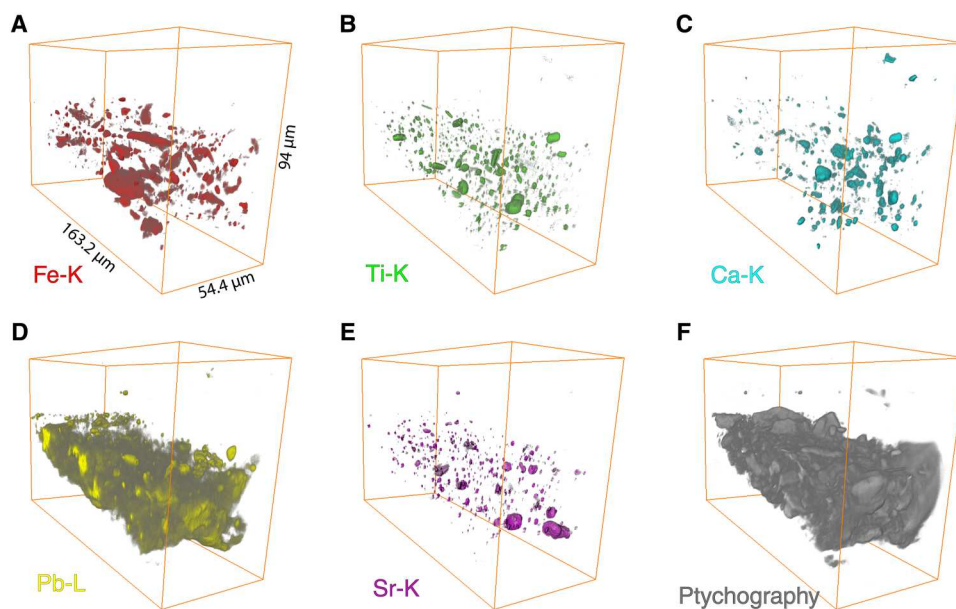 A
B
C
94 µm
163.2 µm
54.4 µm
Fe-K
Ti-K
Ca-K
D
E
F
Pb-L
Sr-K
Ptychography